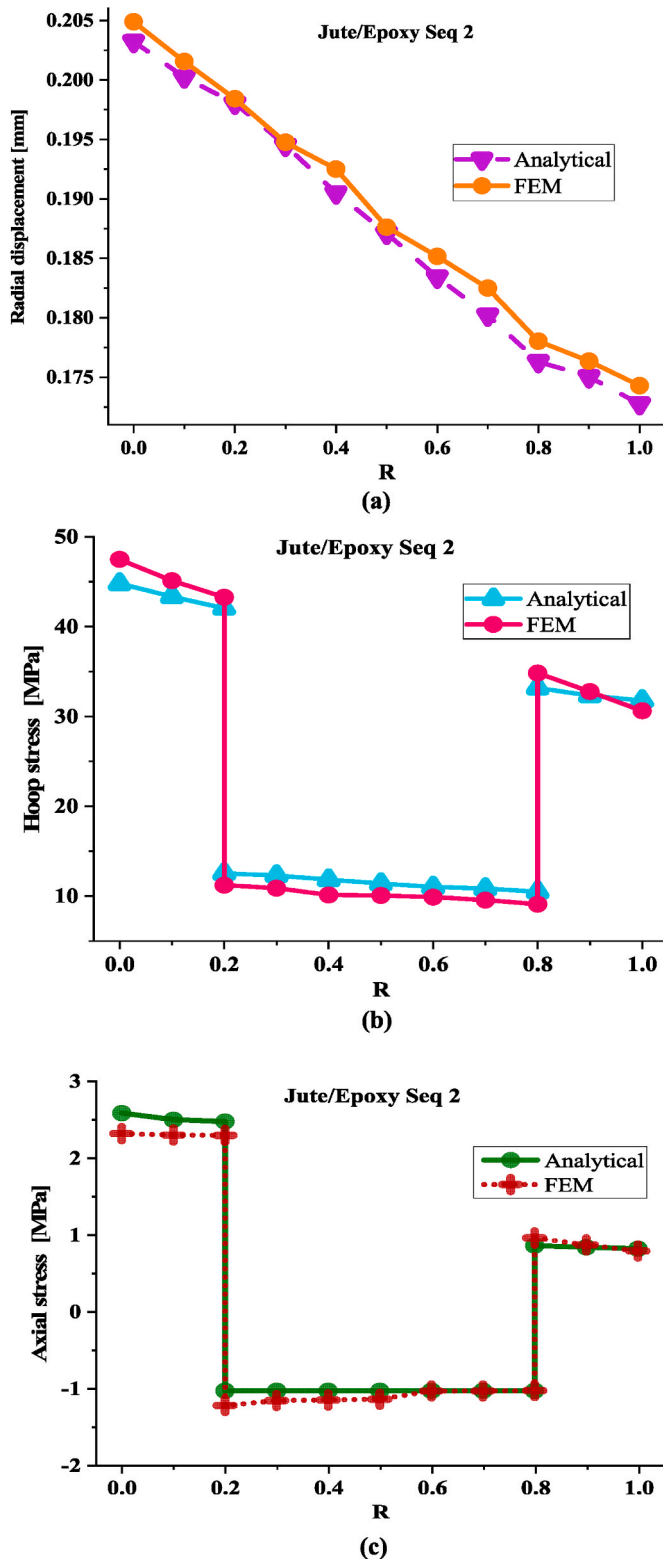 Jute/Epoxy Seq 2
0.205
0.200
0.195
0.190
0.185
0.180
0.175
Radial displacement [mm]
Analytical
FEM
0.0 0.2 0.4 0.6 0.8 1.0
R
(a)
Jute/Epoxy Seq 2
50
40
30
20
10
Hoop stress [MPa]
Analytical
FEM
0.0 0.2 0.4 0.6 0.8 1.0
R
(b)
Jute/Epoxy Seq 2
3
2
1
0
-1
-2
Axial stress [MPa]
Analytical
FEM
0.0 0.2 0.4 0.6 0.8 1.0
R
(c)